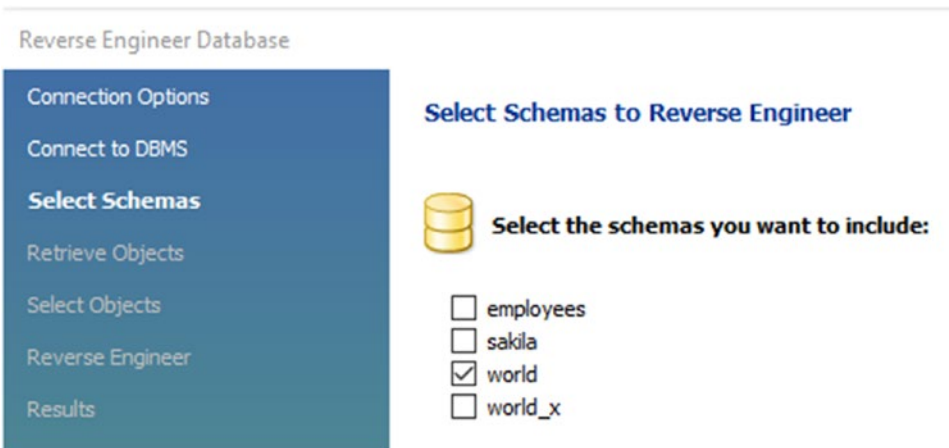 Reverse Engineer Database
Connection Options
Connect to DBMS
Select Schemas
Retrieve Objects
Select Objects
Reverse Engineer
Results
Select Schemas to Reverse Engineer
Select the schemas you want to include:
employees
sakila
world
world_x